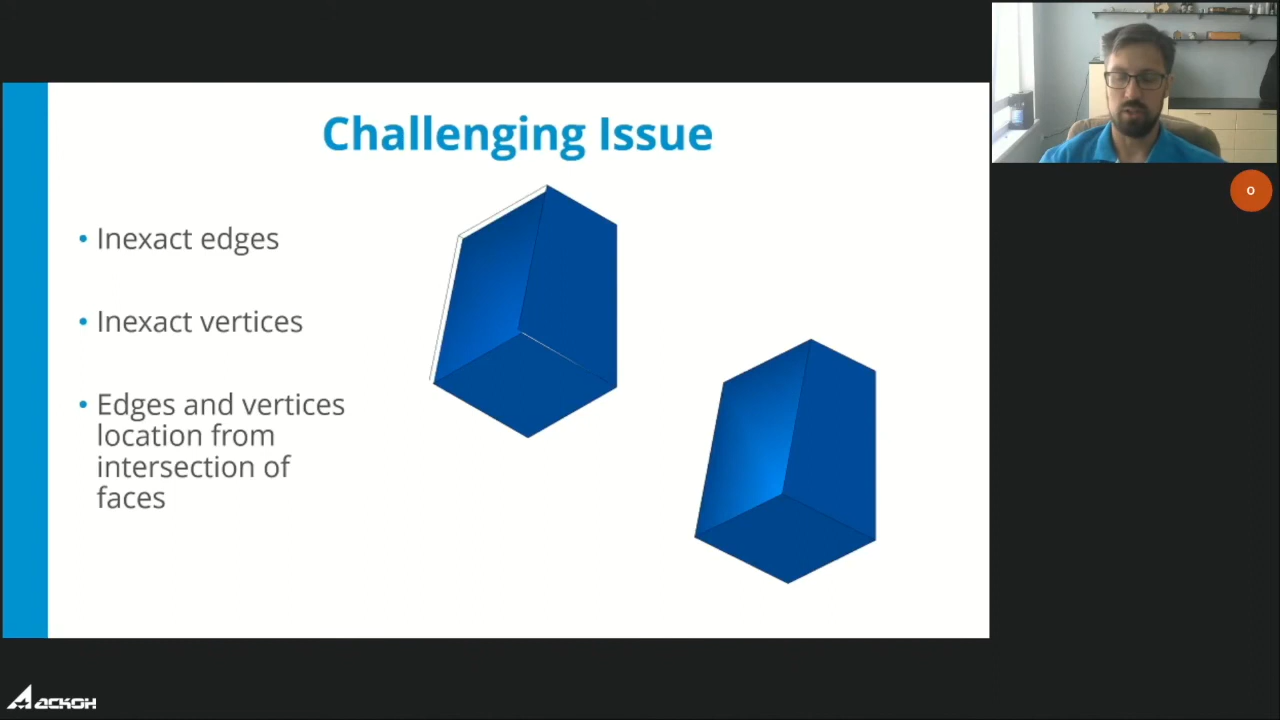 Challenging Issue
• Inexact edges
• Inexact vertices
• Edges and vertices
location from
intersection of
faces
O
АСКОН